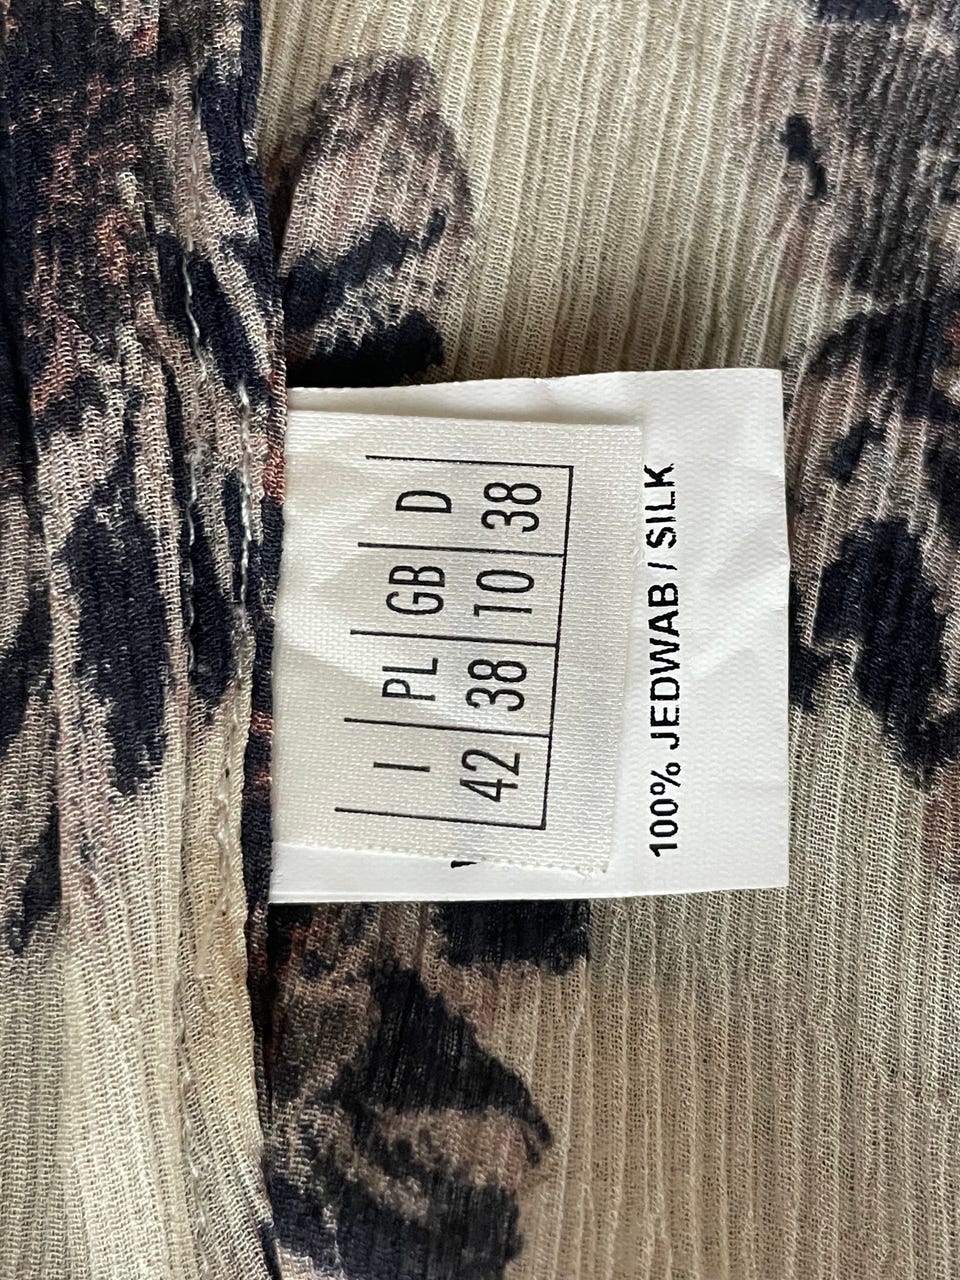 I PL GB D
42 38 10 38
100% JEDWAB / SILK